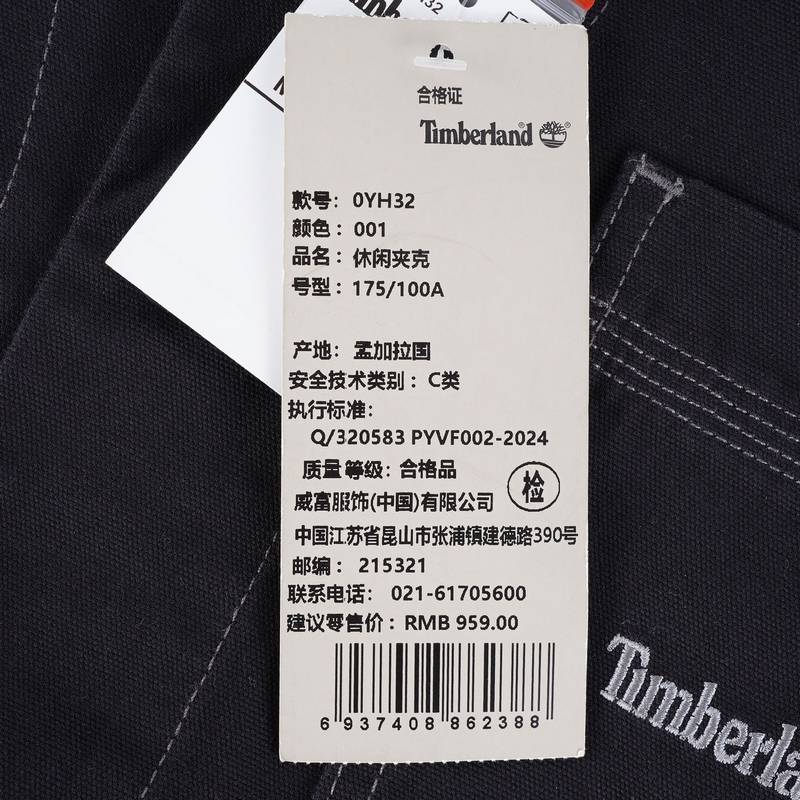 合格证
Timberland®
款号：0YH32
颜色：001
品名：休闲夹克
号型：175/100A
产地：孟加拉国
安全技术类别：C类
执行标准：
Q/320583 PYVF002-2024
质量等级：合格品
检
威富服饰(中国)有限公司
中国江苏省昆山市张浦镇建德路390号
邮编：215321
联系电话：021-61705600
建议零售价：RMB 959.00
6 937408 862388
Timberla